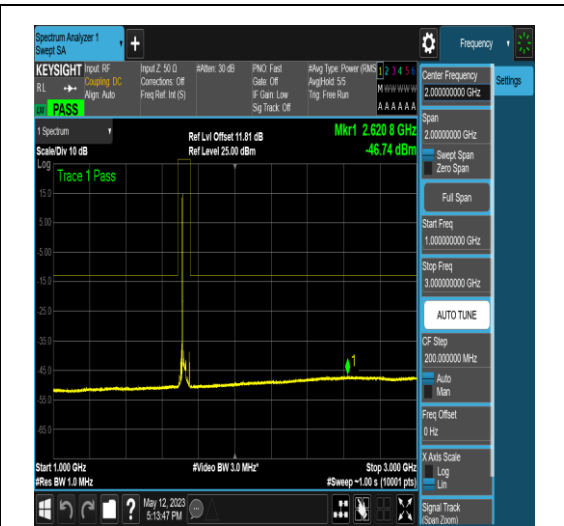 Spectrum Analyzer 1
Swept SA
+
Frequency
KEYSIGHT
RL
PASS
Input: RF
Coupling: DC
Align: Auto
Input Z: 50 Ω
Corrections: Off
Freq Ref: Int (S)
#Atten: 30 dB
PNO: Fast
Gate: Off
IF Gain: Low
Sig Track: Off
#Avg Type: Power (RMS
Avg|Hold: 5/5
Trig: Free Run
1 2 3 4 5 6
M W W W W W
A A A A A A
1 Spectrum
Scale/Div 10 dB
Ref Lvl Offset 11.81 dB
Ref Level 25.00 dBm
Mkr1 2.620 8 GHz
-46.74 dBm
Log
Trace 1 Pass
15.0
5.00
-5.00
-15.0
-25.0
-35.0
-45.0
-55.0
-65.0
1
Start 1.000 GHz
#Res BW 1.0 MHz
#Video BW 3.0 MHz*
Stop 3.000 GHz
#Sweep ~1.00 s (10001 pts)
May 12, 2023
5:13:47 PM
?
Center Frequency
2.000000000 GHz
Settings
Span
2.00000000 GHz
Swept Span
Zero Span
Full Span
Start Freq
1.000000000 GHz
Stop Freq
3.000000000 GHz
AUTO TUNE
CF Step
200.000000 MHz
Auto
Man
Freq Offset
0 Hz
X Axis Scale
Log
Lin
Signal Track
(Span Zoom)